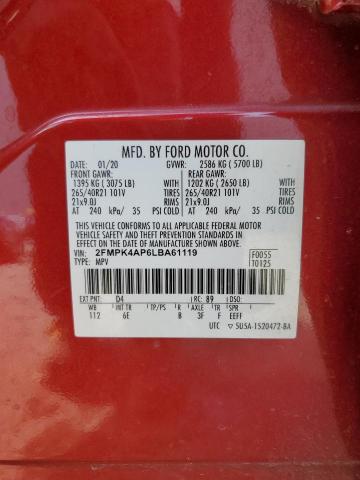 MFD. BY FORD MOTOR CO.
DATE: 01/20 GVWR: 2586 KG ( 5700 LB)
FRONT GAWR: REAR GAWR:
1395 KG ( 3075 LB) 1202 KG ( 2650 LB)
265/40R21 101V TIRES 265/40R21 101V TIRES
21x9.0J RIMS 21x9.0J RIMS
AT 240 kPa/ 35 PSI COLD AT 240 kPa/ 35 PSI COLD
THIS VEHICLE CONFORMS TO ALL APPLICABLE FEDERAL MOTOR
VEHICLE SAFETY AND THEFT PREVENTION STANDARDS IN EFFECT
ON THE DATE OF MANUFACTURE SHOWN ABOVE.
VIN: 2FMPK4AP6LBA61119 F0055
TYPE: MPV T0125
EXT PNT: D4 RC: 89 DSO:
WB INT TR TP/PS R AXLE TR SPR
112 6E B 3F F EEFF
UTC 5U5A-1520472-BA